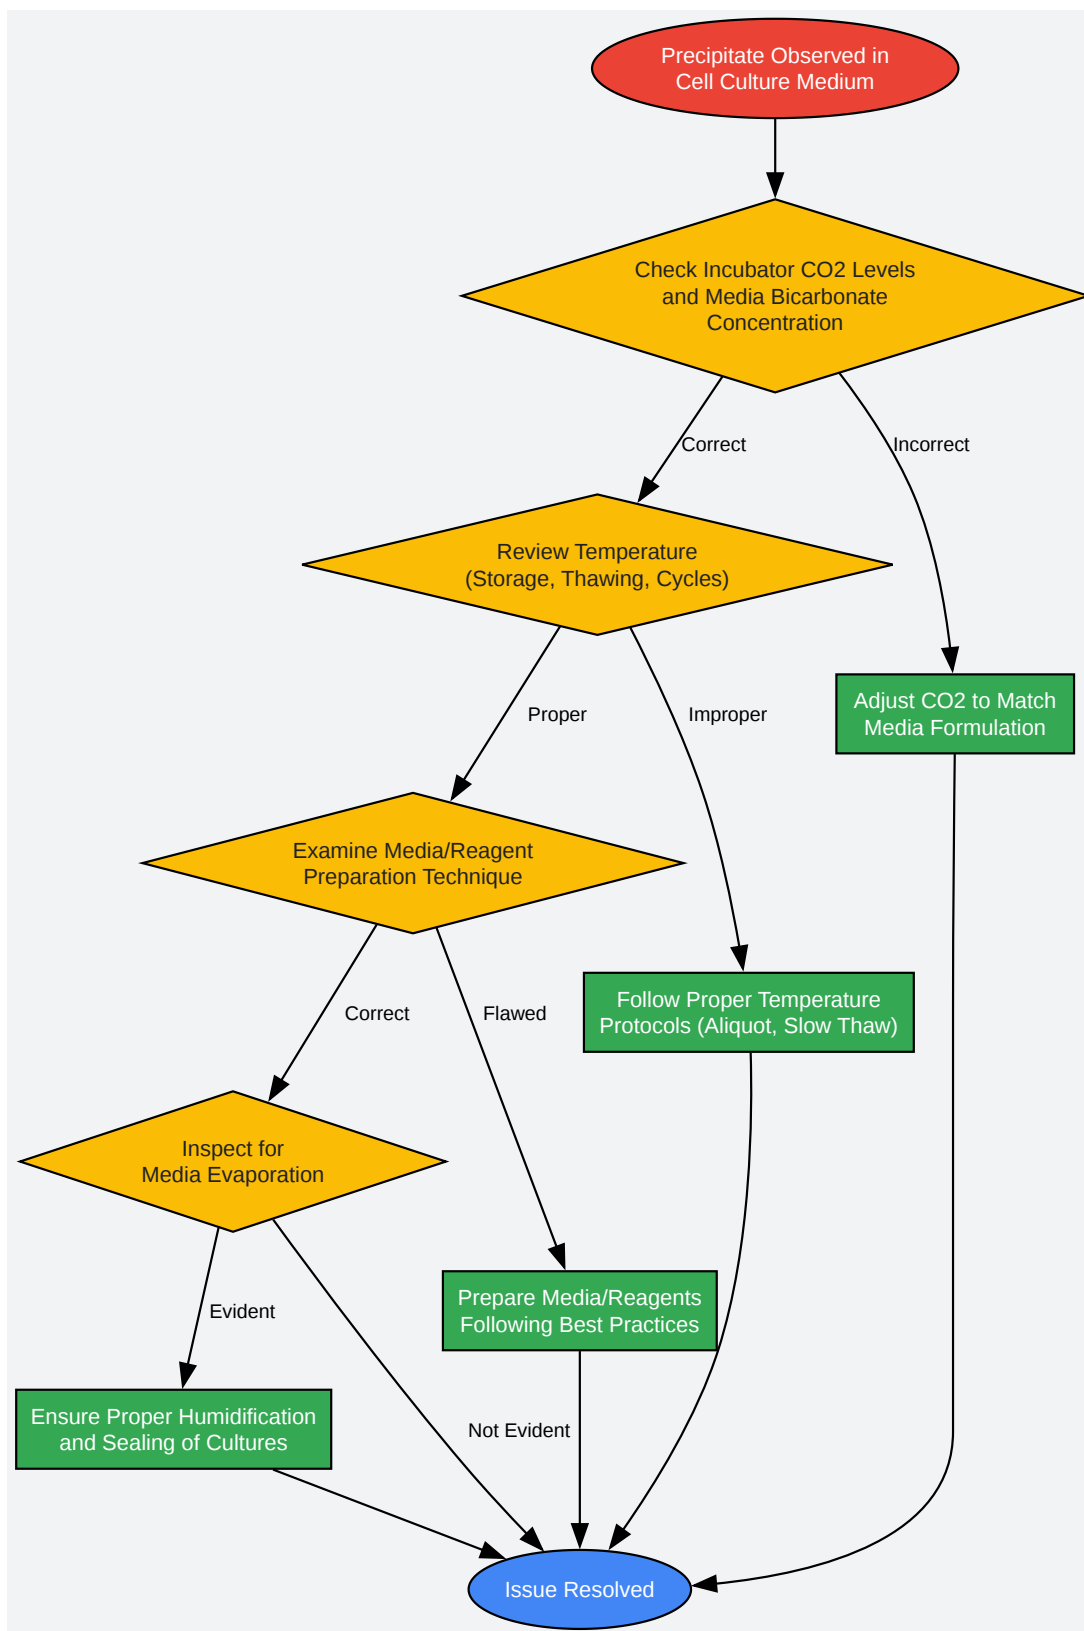 Precipitate Observed in
Cell Culture Medium
Check Incubator CO2 Levels
and Media Bicarbonate
Concentration
Correct
Incorrect
Review Temperature
(Storage, Thawing, Cycles)
Adjust CO2 to Match
Media Formulation
Proper
Improper
Examine Media/Reagent
Preparation Technique
Follow Proper Temperature
Protocols (Aliquot, Slow Thaw)
Correct
Flawed
Inspect for
Media Evaporation
Prepare Media/Reagents
Following Best Practices
Evident
Ensure Proper Humidification
and Sealing of Cultures
Not Evident
Issue Resolved